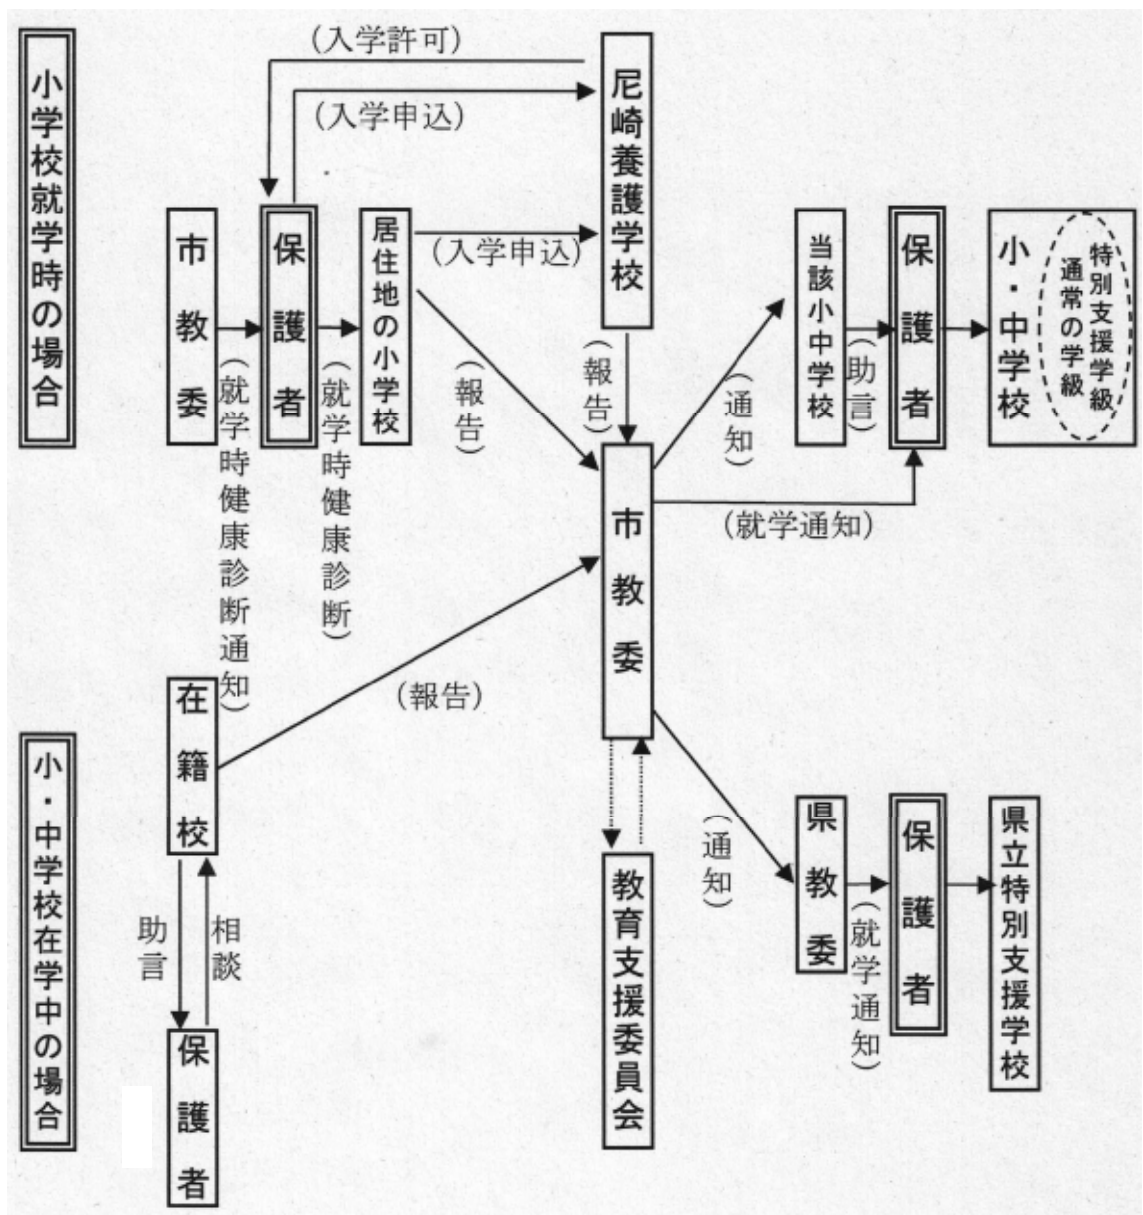 小学校就学時の場合
(入学許可)
(入学申込)
尼崎養護学校
市教委
保護者
居住地の小学校
(入学申込)
(就学時健康診断通知)
(就学時健康診断)
(報告)
(報告)
市教委
(通知)
当該小中学校
(助言)
保護者
小・中学校
特別支援学級
通常の学級
(就学通知)
小・中学校在学中の場合
在籍校
(報告)
助言
相談
保護者
教育支援委員会
(通知)
県教委
(就学通知)
保護者
県立特別支援学校